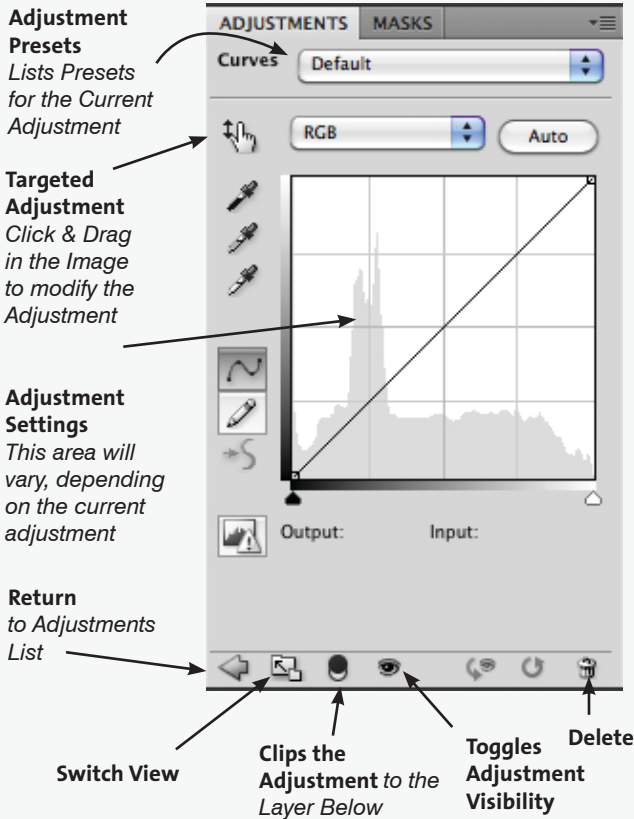 Adjustment
Presets
Lists Presets
for the Current
Adjustment
Targeted
Adjustment
Click & Drag
in the Image
to modify the
Adjustment
Adjustment
Settings
This area will
vary, depending
on the current
adjustment
Return
to Adjustments
List
ADJUSTMENTS MASKS
Curves Default
RGB Auto
Output: Input:
Switch View
Clips the
Adjustment to the
Layer Below
Toggles
Adjustment
Visibility
Delete